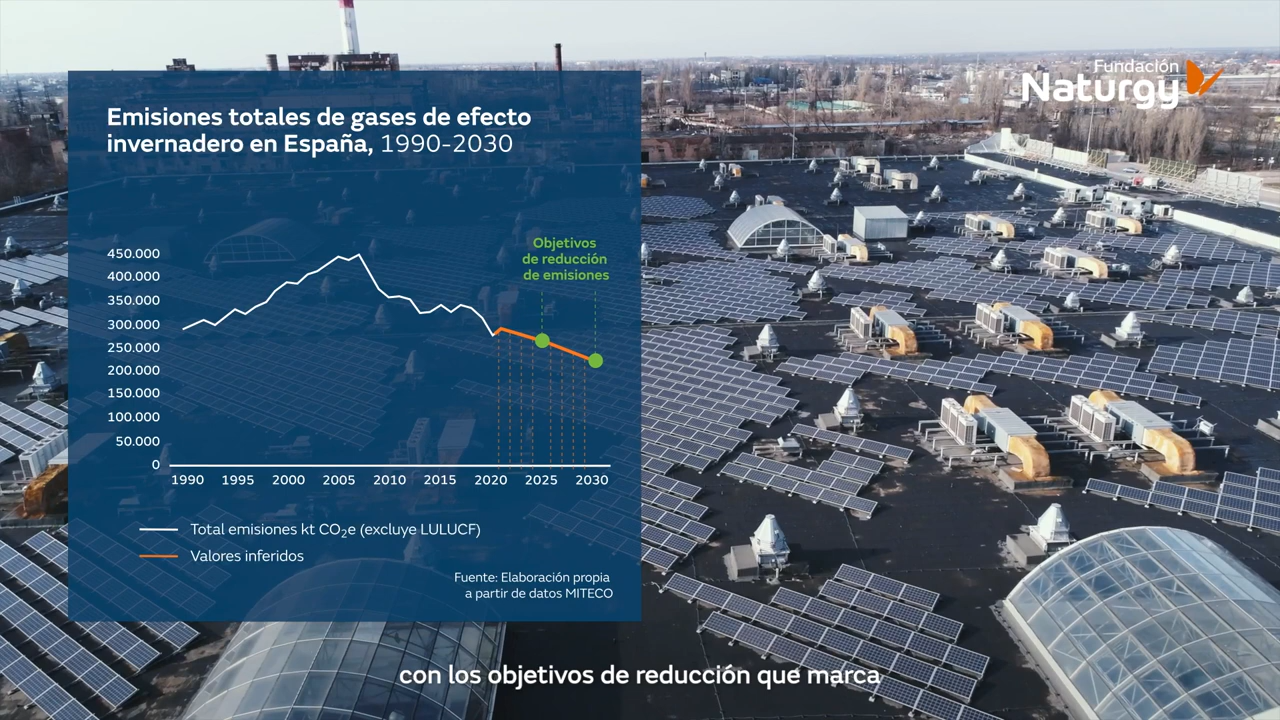 Fundación
Naturgy
Emisiones totales de gases de efecto
invernadero en España, 1990-2030
Objetivos
de reducción
de emisiones
450.000
400.000
350.000
300.000
250.000
200.000
150.000
100.000
50.000
0
1990 1995 2000 2005 2010 2015 2020 2025 2030
Total emisiones kt CO₂e (excluye LULUCF)
Valores inferidos
Fuente: Elaboración propia
a partir de datos MITECO
con los objetivos de reducción que marca